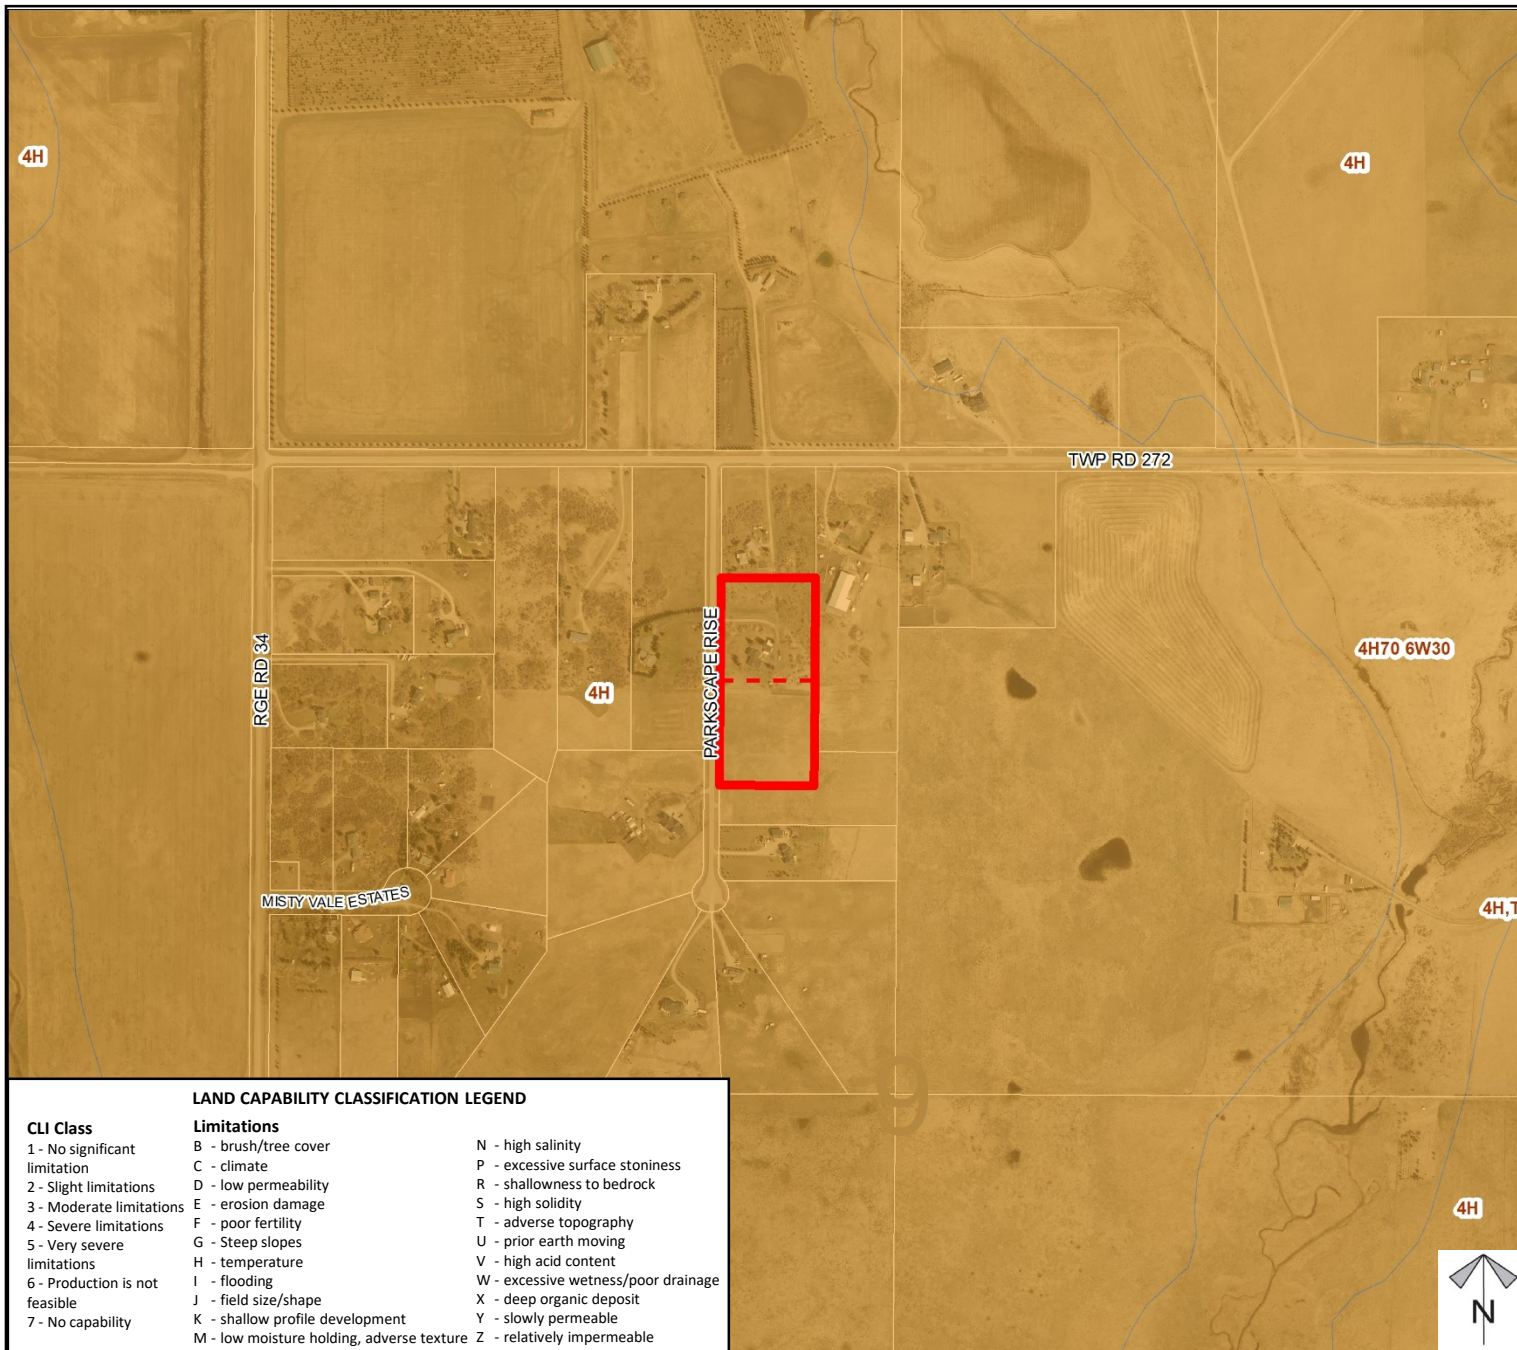 4H
4H
TWP RD 272
RGE RD 34
PARKSCAPE RISE
4H
4H70 6W30
MISTY VALE ESTATES
4H,T
9
4H
N
LAND CAPABILITY CLASSIFICATION LEGEND
CLI Class
1 - No significant
limitation
2 - Slight limitations
3 - Moderate limitations
4 - Severe limitations
5 - Very severe
limitations
6 - Production is not
feasible
7 - No capability
Limitations
B - brush/tree cover
C - climate
D - low permeability
E - erosion damage
F - poor fertility
G - Steep slopes
H - temperature
I - flooding
J - field size/shape
K - shallow profile development
M - low moisture holding, adverse texture
N - high salinity
P - excessive surface stoniness
R - shallowness to bedrock
S - high solidity
T - adverse topography
U - prior earth moving
V - high acid content
W - excessive wetness/poor drainage
X - deep organic deposit
Y - slowly permeable
Z - relatively impermeable